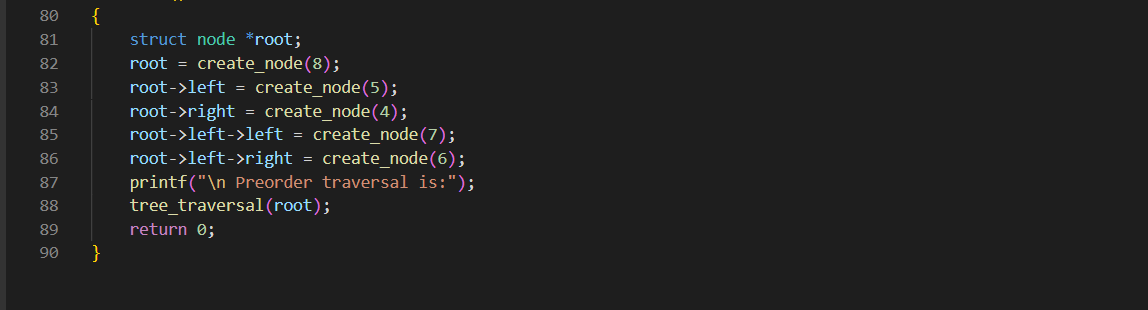 80 {
81 struct node *root;
82 root = create_node(8);
83 root->left = create_node(5);
84 root->right = create_node(4);
85 root->left->left = create_node(7);
86 root->left->right = create_node(6);
87 printf("\n Preorder traversal is:");
88 tree_traversal(root);
89 return 0;
90 }